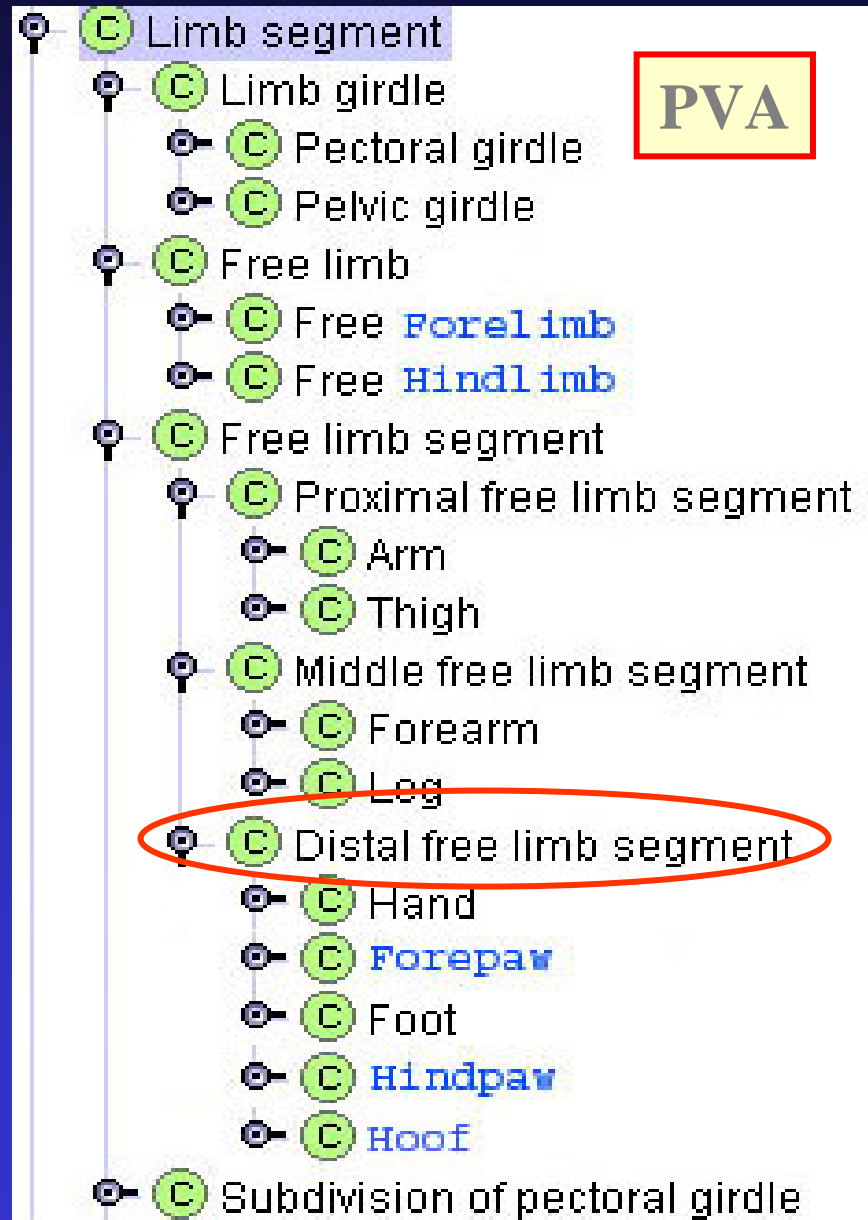 C Limb segment
C Limb girdle
PVA
C Pectoral girdle
C Pelvic girdle
C Free limb
C Free Forelimb
C Free Hindlimb
C Free limb segment
C Proximal free limb segment
C Arm
C Thigh
C Middle free limb segment
C Forearm
C Leg
C Distal free limb segment
C Hand
C Forepaw
C Foot
C Hindpaw
C Hoof
C Subdivision of pectoral girdle